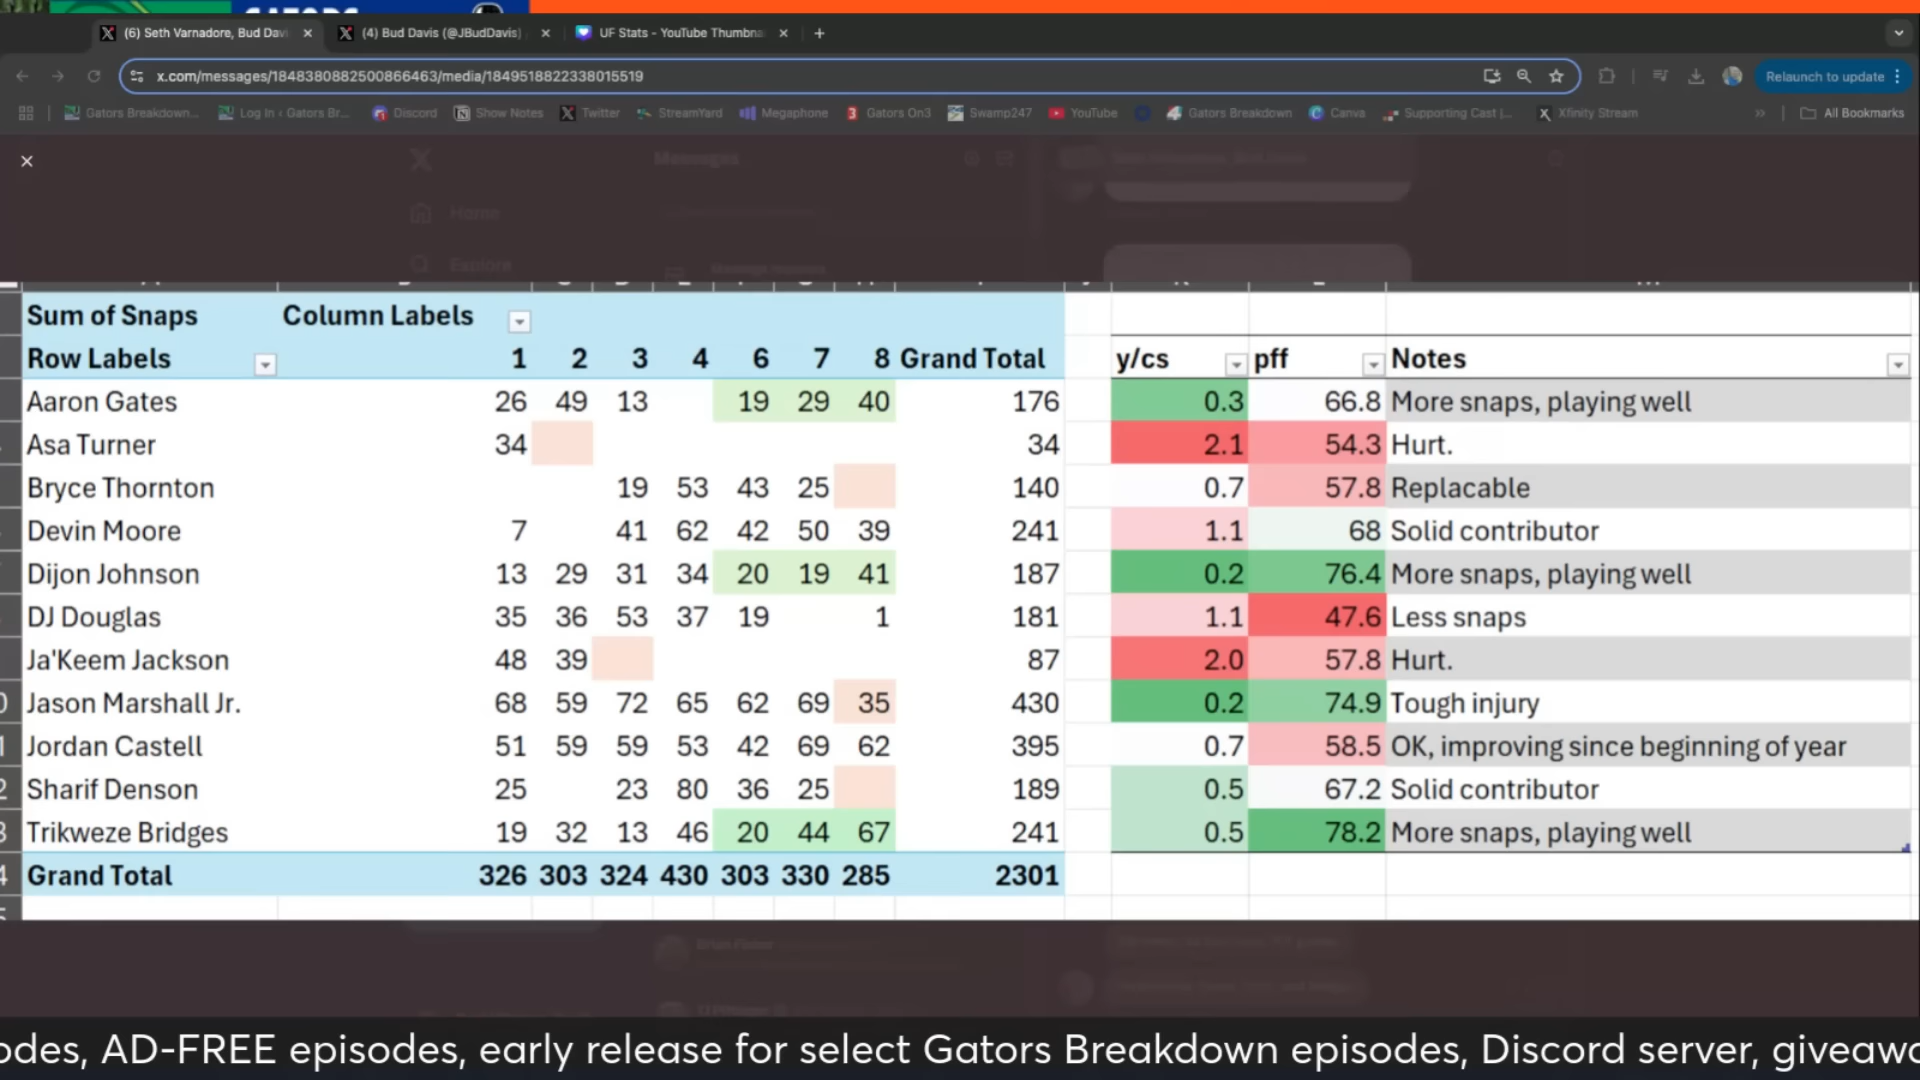 GATORS
(6) Seth Varnadore, Bud Davi
(4) Bud Davis (@JBudDavis)
UF Stats - YouTube Thumbna
x.com/messages/1848380882500866463/media/1849518822338015519
Relaunch to update
Gators Breakdown...
Log In ‹ Gators Br...
Discord
Show Notes
Twitter
StreamYard
Megaphone
Gators On3
Swamp247
YouTube
Gators Breakdown
Canva
Supporting Cast |...
Xfinity Stream
All Bookmarks
Messages
Home
Explore
Sum of Snaps Column Labels
Row Labels 1 2 3 4 6 7 8 Grand Total y/cs pff Notes
Aaron Gates 26 49 13 19 29 40 176 0.3 66.8 More snaps, playing well
Asa Turner 34 34 2.1 54.3 Hurt.
Bryce Thornton 19 53 43 25 140 0.7 57.8 Replacable
Devin Moore 7 41 62 42 50 39 241 1.1 68 Solid contributor
Dijon Johnson 13 29 31 34 20 19 41 187 0.2 76.4 More snaps, playing well
DJ Douglas 35 36 53 37 19 1 181 1.1 47.6 Less snaps
Ja'Keem Jackson 48 39 87 2.0 57.8 Hurt.
Jason Marshall Jr. 68 59 72 65 62 69 35 430 0.2 74.9 Tough injury
Jordan Castell 51 59 59 53 42 69 62 395 0.7 58.5 OK, improving since beginning of year
Sharif Denson 25 23 80 36 25 189 0.5 67.2 Solid contributor
Trikweze Bridges 19 32 13 46 20 44 67 241 0.5 78.2 More snaps, playing well
Grand Total 326 303 324 430 303 330 285 2301
odes, AD-FREE episodes, early release for select Gators Breakdown episodes, Discord server, giveawa